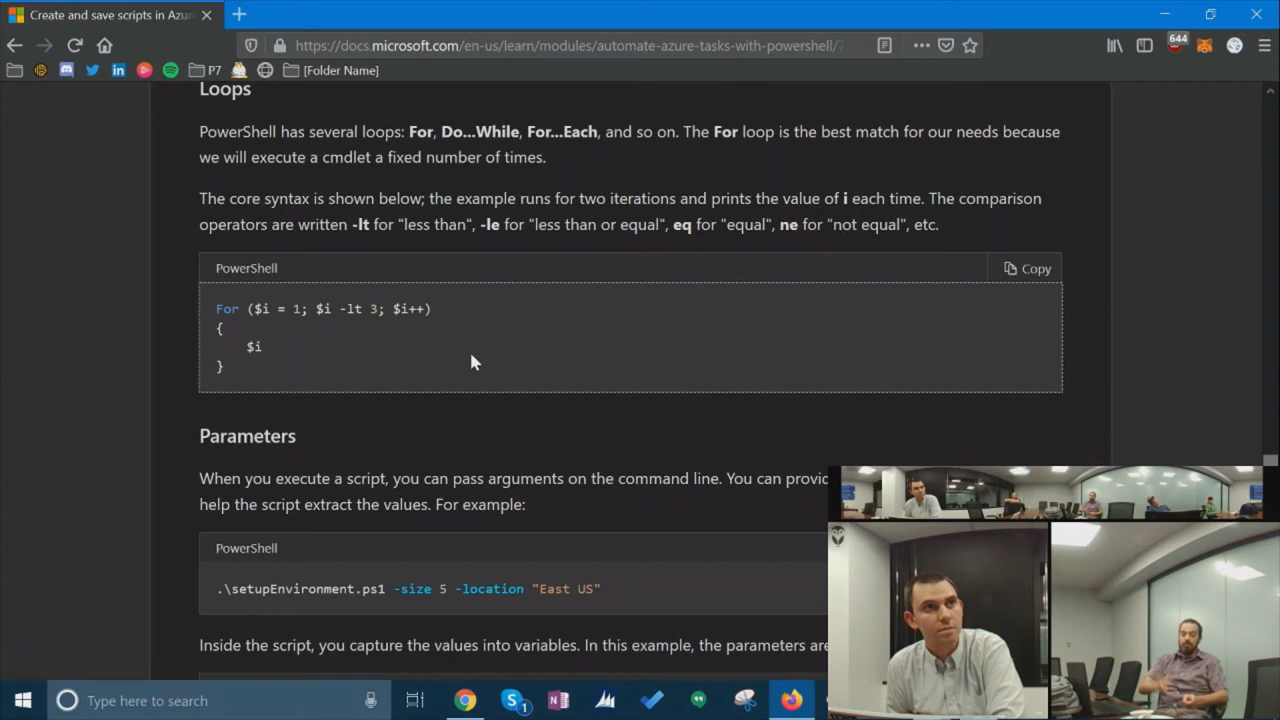 Create and save scripts in Azur
https://docs.microsoft.com/en-us/learn/modules/automate-azure-tasks-with-powershell/7
644
P7
[Folder Name]
Loops
PowerShell has several loops: For, Do...While, For...Each, and so on. The For loop is the best match for our needs because
we will execute a cmdlet a fixed number of times.
The core syntax is shown below; the example runs for two iterations and prints the value of i each time. The comparison
operators are written -lt for "less than", -le for "less than or equal", eq for "equal", ne for "not equal", etc.
PowerShell
Copy
For ($i = 1; $i -lt 3; $i++)
{
$i
}
Parameters
When you execute a script, you can pass arguments on the command line. You can provid
help the script extract the values. For example:
PowerShell
.\setupEnvironment.ps1 -size 5 -location "East US"
Inside the script, you capture the values into variables. In this example, the parameters are
Type here to search
1